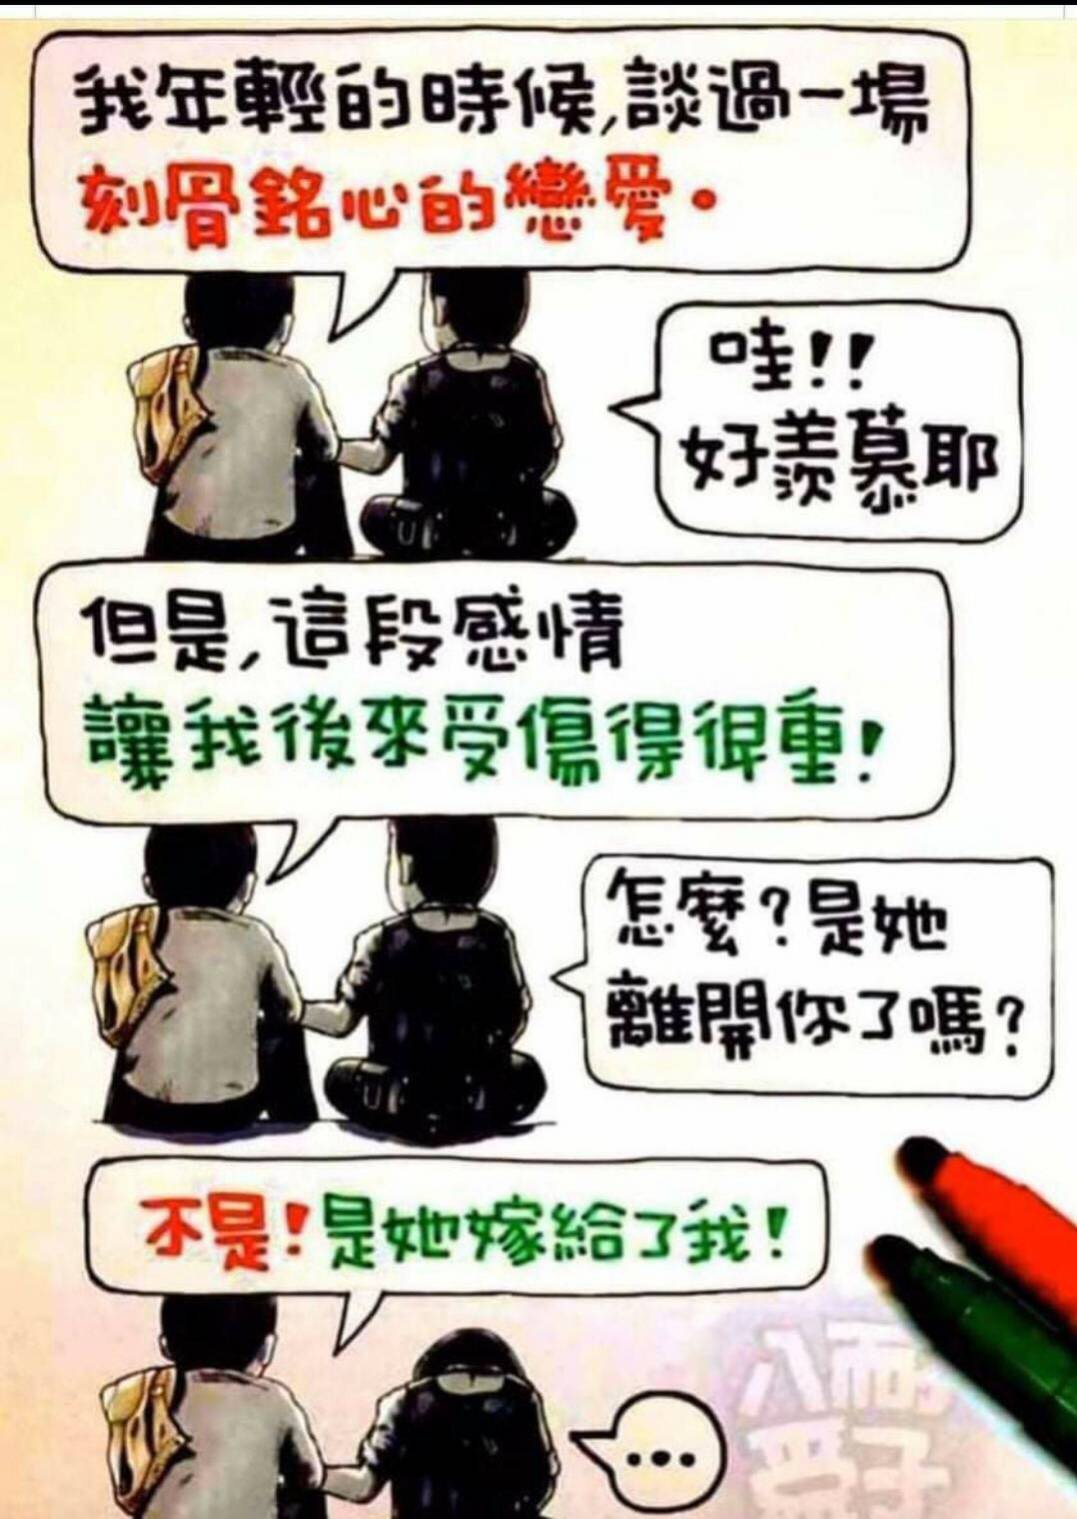 我年輕的時候,談過一場
刻骨銘心的戀愛。
哇!!
好羨慕耶
但是,這段感情
讓我後來受傷得很重!
怎麼?是她
離開你了嗎?
不是!是她嫁給了我!
...